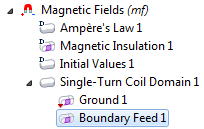 Magnetic Fields (mf)
D Ampère's Law 1
D Magnetic Insulation 1
D Initial Values 1
Single-Turn Coil Domain 1
Ground 1
Boundary Feed 1